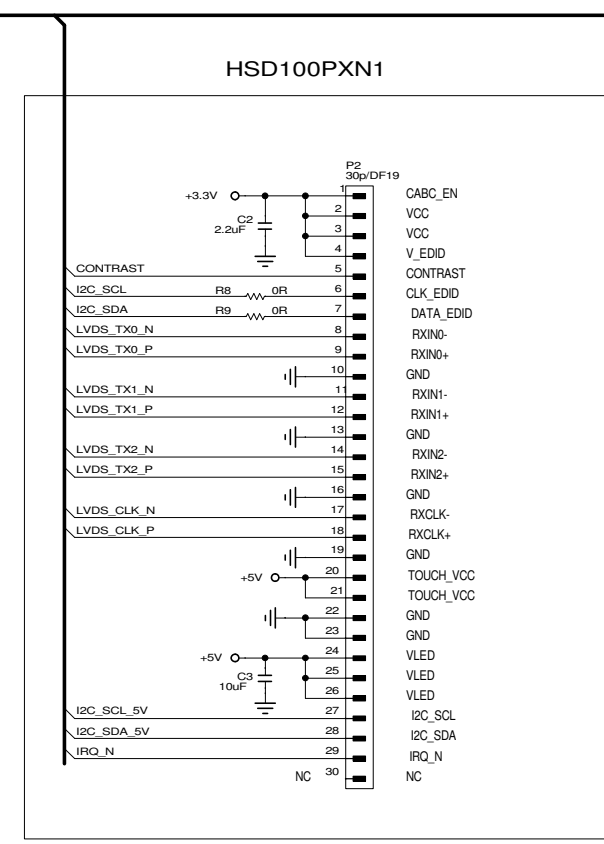 HSD100PXN1
P2
30p/DF19
+3.3V 1 CABC_EN
2 VCC
C2
2.2uF 3 VCC
4 V_EDID
CONTRAST 5 CONTRAST
I2C_SCL R8 0R 6 CLK_EDID
I2C_SDA R9 0R 7 DATA_EDID
LVDS_TX0_N 8 RXIN0-
LVDS_TX0_P 9 RXIN0+
10 GND
LVDS_TX1_N 11 RXIN1-
LVDS_TX1_P 12 RXIN1+
13 GND
LVDS_TX2_N 14 RXIN2-
LVDS_TX2_P 15 RXIN2+
16 GND
LVDS_CLK_N 17 RXCLK-
LVDS_CLK_P 18 RXCLK+
19 GND
+5V 20 TOUCH_VCC
21 TOUCH_VCC
22 GND
23 GND
+5V 24 VLED
C3 25 VLED
10uF 26 VLED
I2C_SCL_5V 27 I2C_SCL
I2C_SDA_5V 28 I2C_SDA
IRQ_N 29 IRQ_N
NC 30 NC